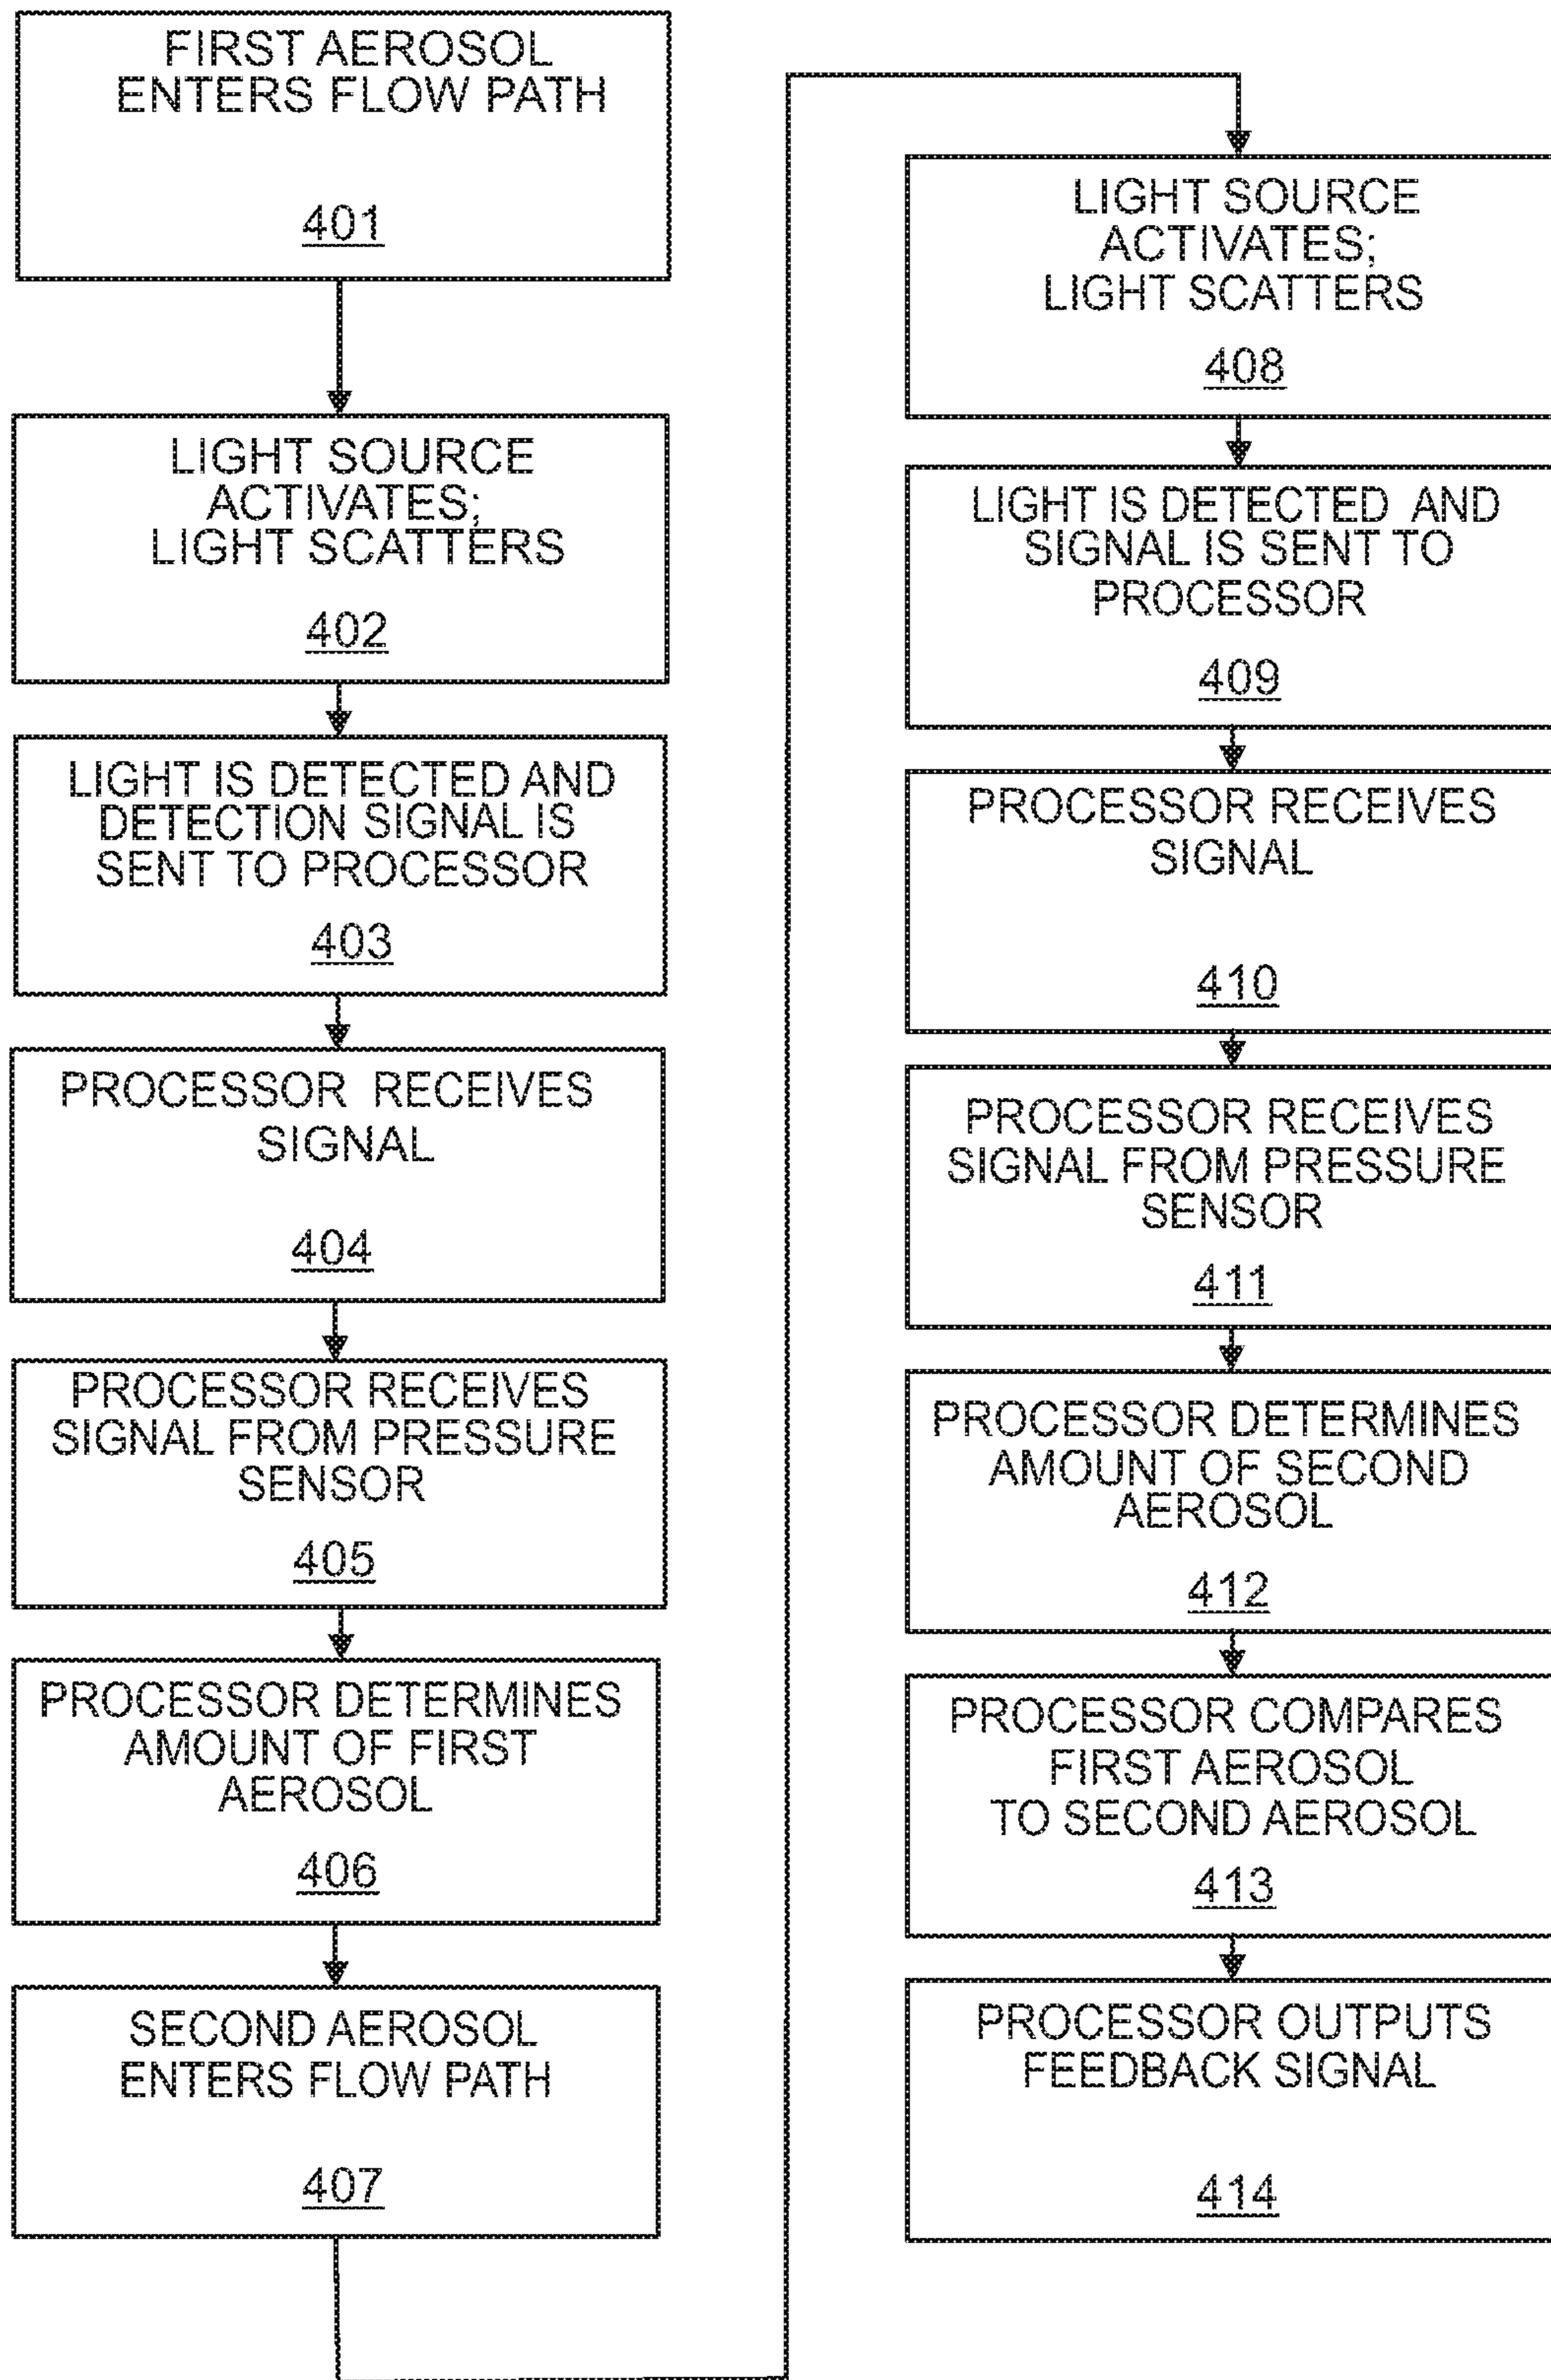 FIRST AEROSOL
ENTERS FLOW PATH
401
LIGHT SOURCE
ACTIVATES;
LIGHT SCATTERS
402
LIGHT IS DETECTED AND
DETECTION SIGNAL IS
SENT TO PROCESSOR
403
PROCESSOR RECEIVES
SIGNAL
404
PROCESSOR RECEIVES
SIGNAL FROM PRESSURE
SENSOR
405
PROCESSOR DETERMINES
AMOUNT OF FIRST
AEROSOL
406
SECOND AEROSOL
ENTERS FLOW PATH
407
LIGHT SOURCE
ACTIVATES;
LIGHT SCATTERS
408
LIGHT IS DETECTED AND
SIGNAL IS SENT TO
PROCESSOR
409
PROCESSOR RECEIVES
SIGNAL
410
PROCESSOR RECEIVES
SIGNAL FROM PRESSURE
SENSOR
411
PROCESSOR DETERMINES
AMOUNT OF SECOND
AEROSOL
412
PROCESSOR COMPARES
FIRST AEROSOL
TO SECOND AEROSOL
413
PROCESSOR OUTPUTS
FEEDBACK SIGNAL
414